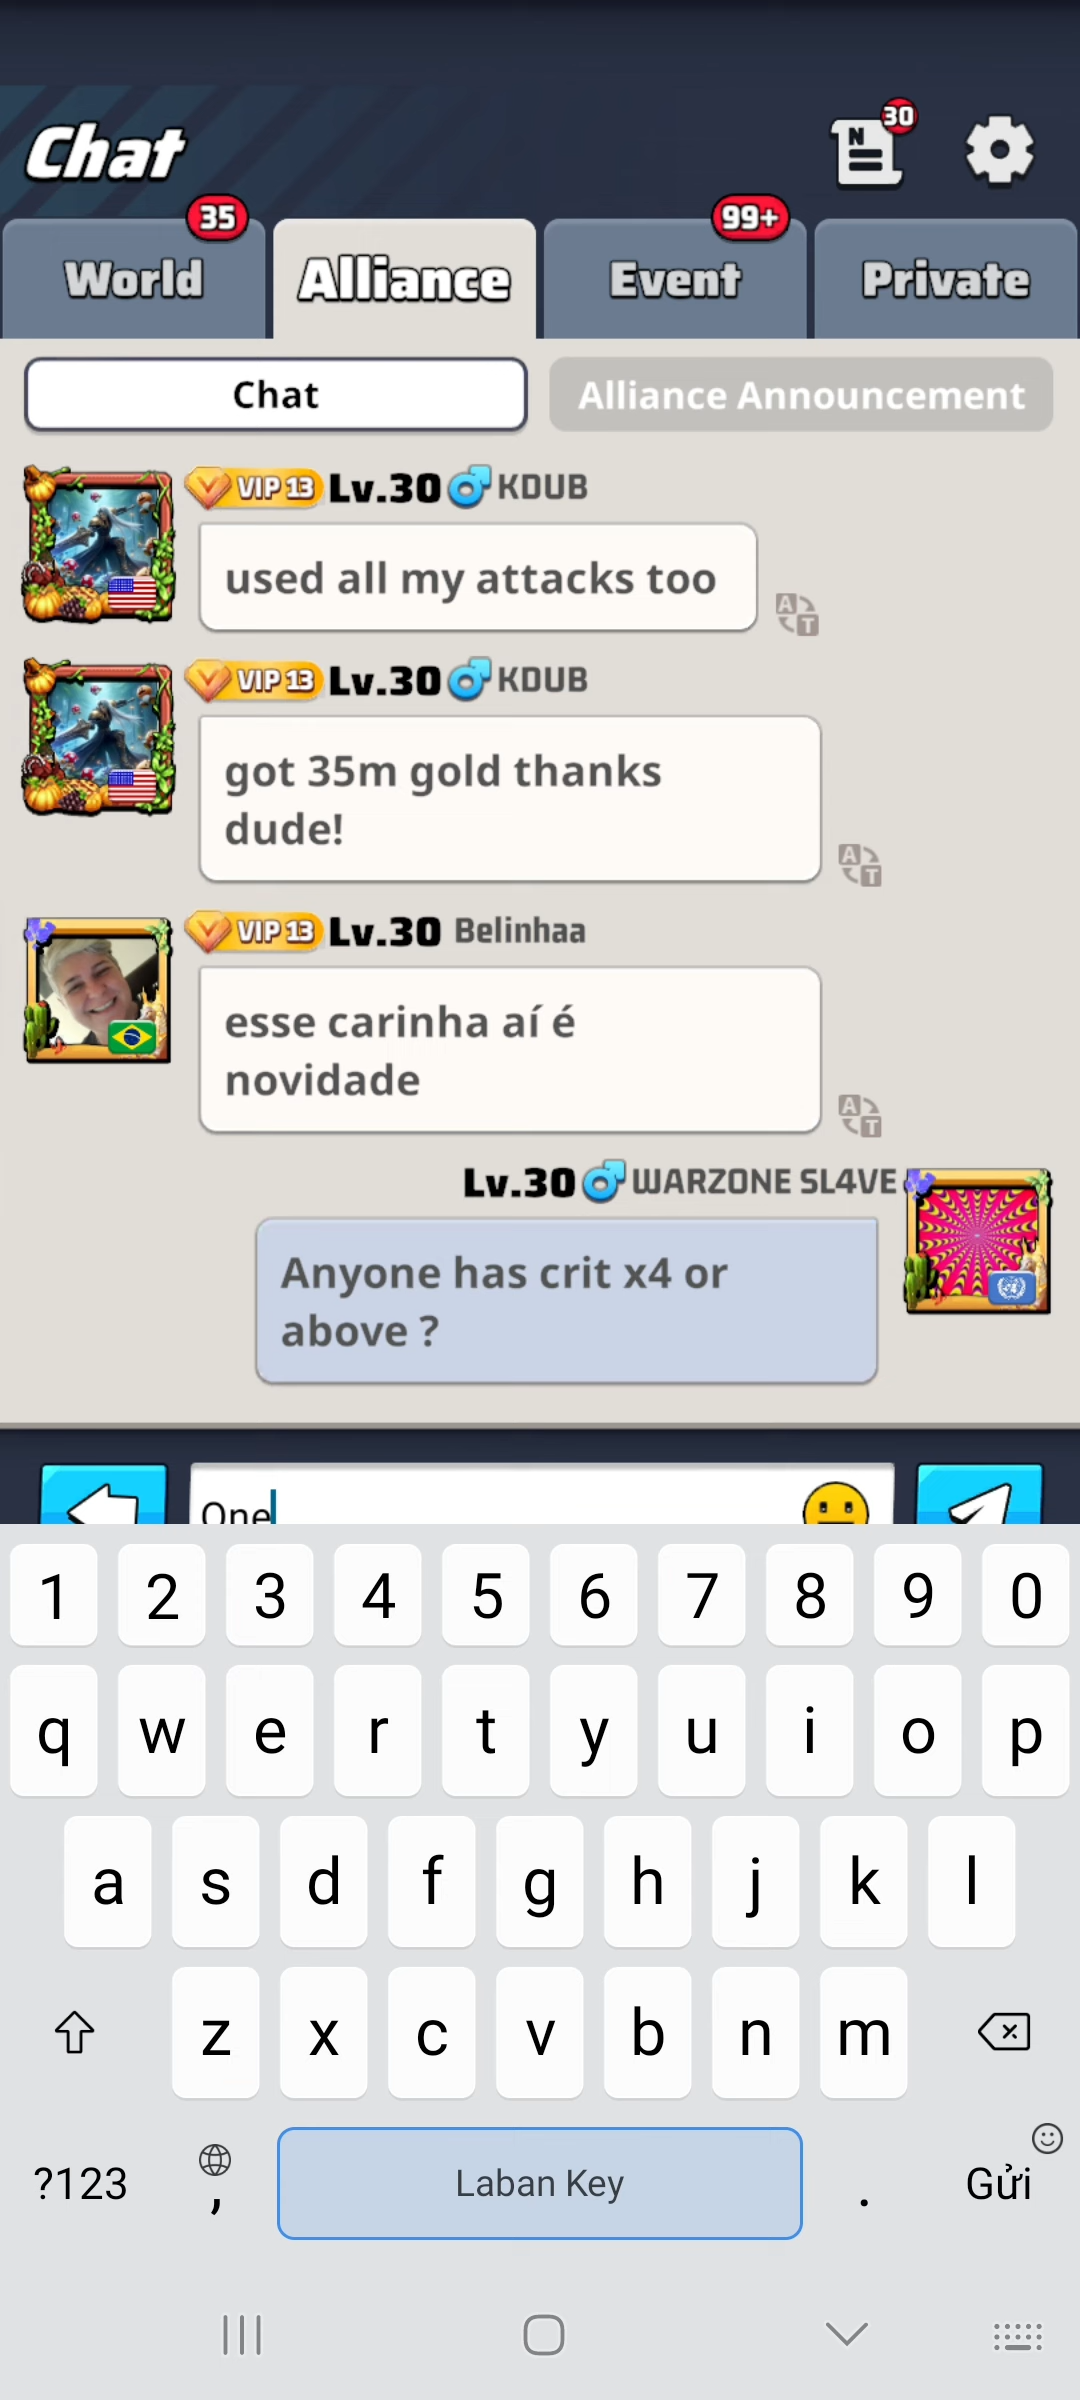 Chat
N
30
35
99+
World
Alliance
Event
Private
Chat
Alliance Announcement
VIP 13 Lv.30 KDUB
used all my attacks too
A
T
VIP 13 Lv.30 KDUB
got 35m gold thanks
dude!
A
T
VIP 13 Lv.30 Belinhaa
esse carinha aí é
novidade
A
T
Lv.30 WARZONE SL4VE
Anyone has crit x4 or
above ?
One
1 2 3 4 5 6 7 8 9 0
q w e r t y u i o p
a s d f g h j k l
z x c v b n m
?123 , Laban Key . Gửi